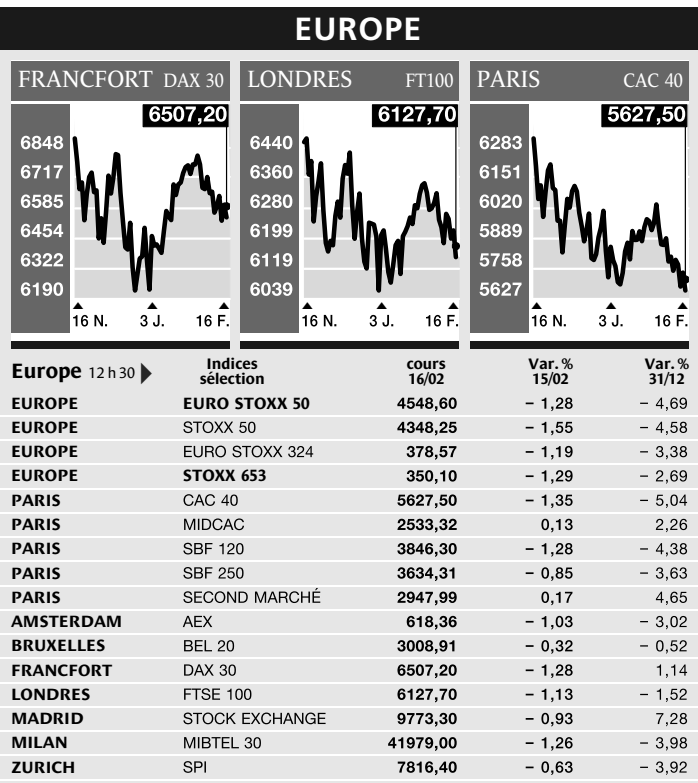 EUROPE
FRANCFORT DAX 30
6507,20
6848
6717
6585
6454
6322
6190
16 N. 3 J. 16 F.
LONDRES FT100
6127,70
6440
6360
6280
6199
6119
6039
16 N. 3 J. 16 F.
PARIS CAC 40
5627,50
6283
6151
6020
5889
5758
5627
16 N. 3 J. 16 F.
Europe 12 h 30 Indices sélection cours 16/02 Var. % 15/02 Var. % 31/12
EUROPE EURO STOXX 50 4548,60 – 1,28 – 4,69
EUROPE STOXX 50 4348,25 – 1,55 – 4,58
EUROPE EURO STOXX 324 378,57 – 1,19 – 3,38
EUROPE STOXX 653 350,10 – 1,29 – 2,69
PARIS CAC 40 5627,50 – 1,35 – 5,04
PARIS MIDCAC 2533,32 0,13 2,26
PARIS SBF 120 3846,30 – 1,28 – 4,38
PARIS SBF 250 3634,31 – 0,85 – 3,63
PARIS SECOND MARCHÉ 2947,99 0,17 4,65
AMSTERDAM AEX 618,36 – 1,03 – 3,02
BRUXELLES BEL 20 3008,91 – 0,32 – 0,52
FRANCFORT DAX 30 6507,20 – 1,28 1,14
LONDRES FTSE 100 6127,70 – 1,13 – 1,52
MADRID STOCK EXCHANGE 9773,30 – 0,93 7,28
MILAN MIBTEL 30 41979,00 – 1,26 – 3,98
ZURICH SPI 7816,40 – 0,63 – 3,92